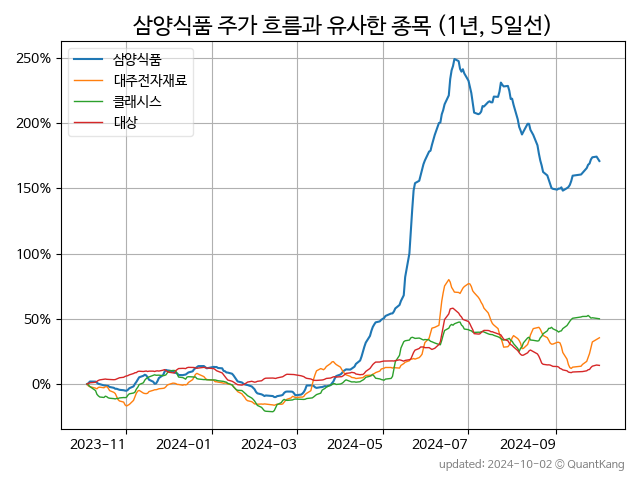 삼양식품 주가 흐름과 유사한 종목 (1년, 5일선)
250%
200%
150%
100%
50%
0%
삼양식품
대주전자재료
클래시스
대상
2023-11
2024-01
2024-03
2024-05
2024-07
2024-09
updated: 2024-10-02 © QuantKang